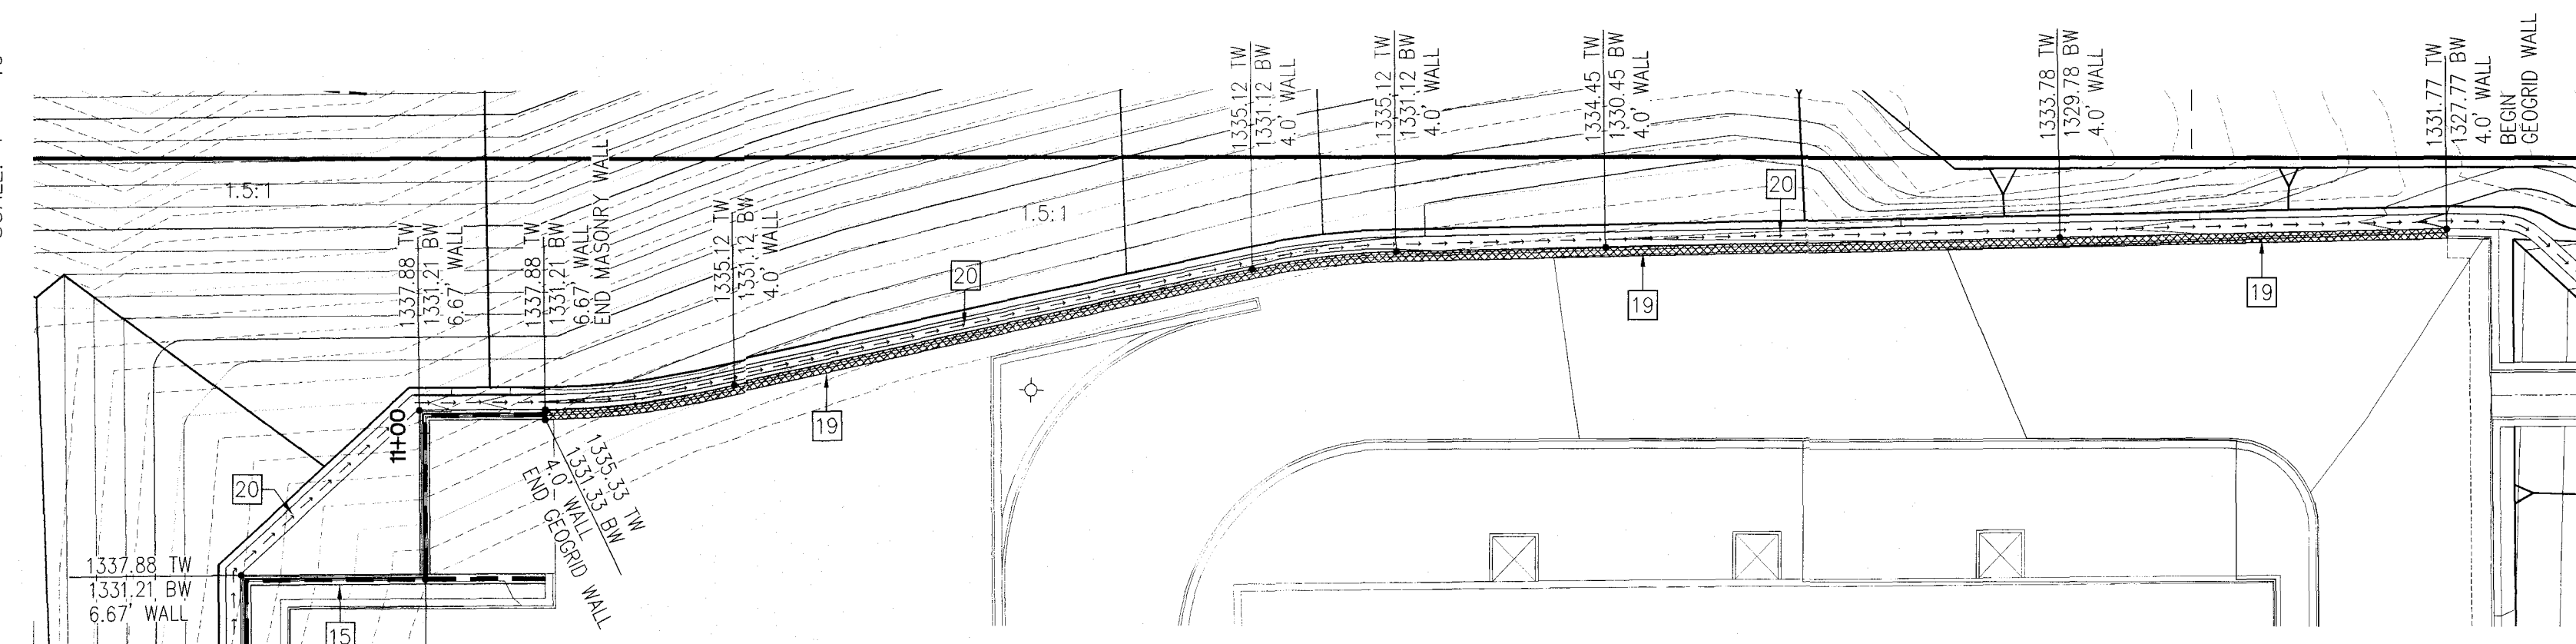 1337.88 TW
1331.21 BW
6.67' WALL
1337.88 TW
1331.21 BW
6.67' WALL
END MASONRY WALL
1335.12 TW
1331.12 BW
4.0' WALL
1335.12 TW
1331.12 BW
4.0' WALL
1335.12 TW
1331.12 BW
4.0' WALL
1334.45 TW
1330.45 BW
4.0' WALL
1333.78 TW
1329.78 BW
4.0' WALL
1331.77 TW
1327.77 BW
4.0' WALL
BEGIN
GEOGRID WALL
1.5:1
1.5:1
20
20
19
19
19
11+00
20
1335.33 TW
1331.33 BW
4.0' WALL
END GEOGRID WALL
1337.88 TW
1331.21 BW
6.67' WALL
15